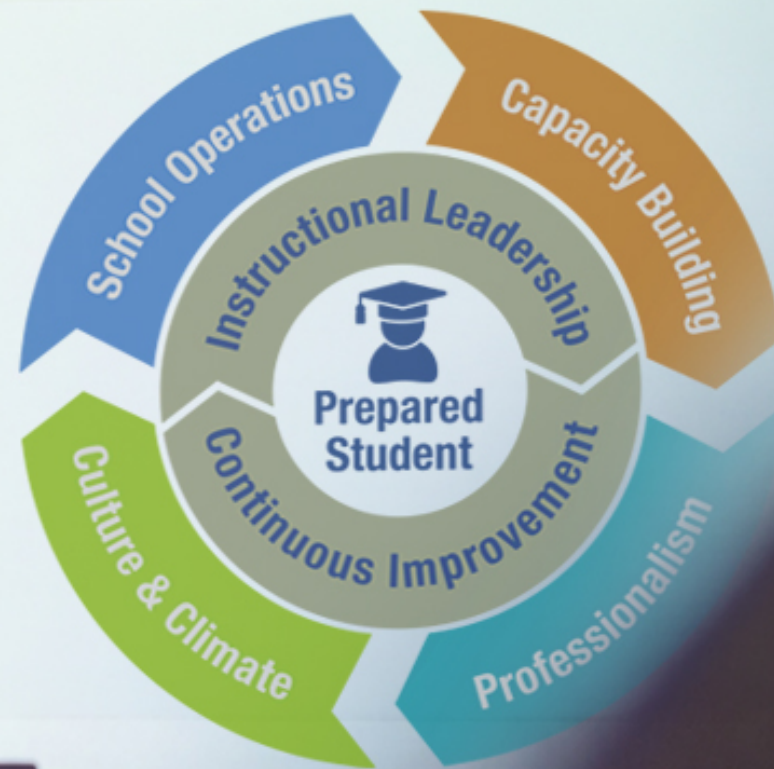 School Operations
Capacity Building
Instructional Leadership
Prepared
Student
Continuous Improvement
Culture & Climate
Professionalism